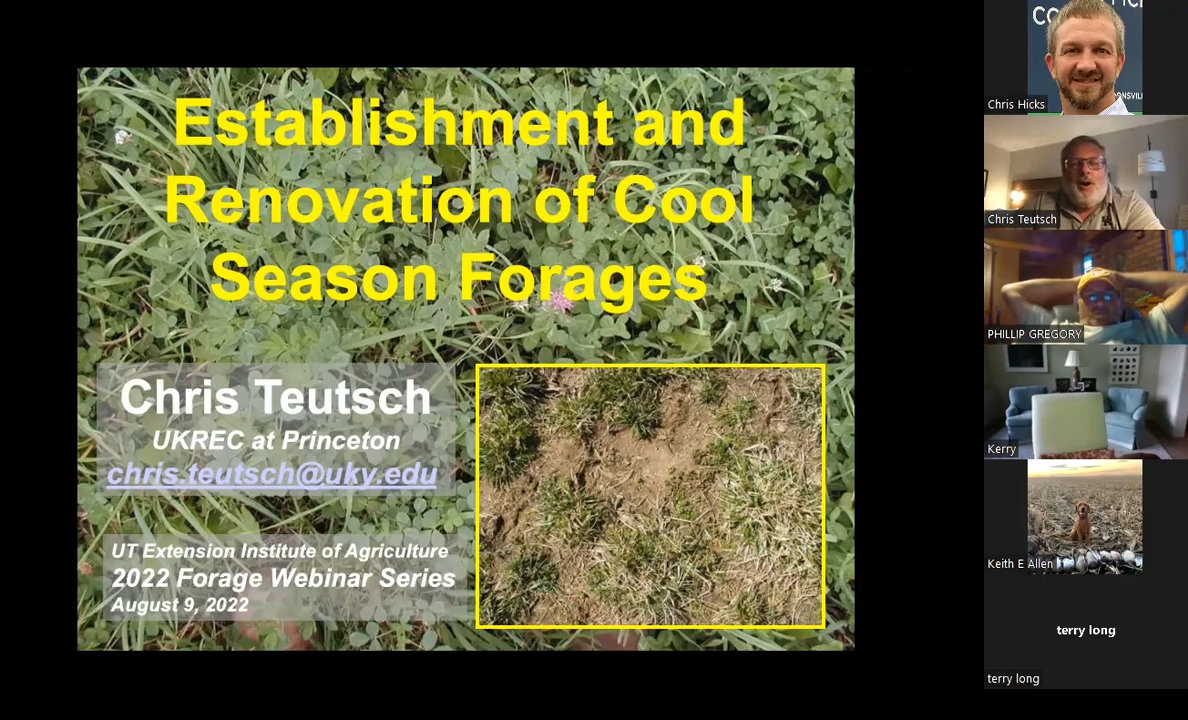 Establishment and
Renovation of Cool
Season Forages
Chris Teutsch
UKREC at Princeton
chris.teutsch@uky.edu
UT Extension Institute of Agriculture
2022 Forage Webinar Series
August 9, 2022
Chris Hicks
Chris Teutsch
PHILLIP GREGORY
Kerry
Keith E Allen
terry long
terry long